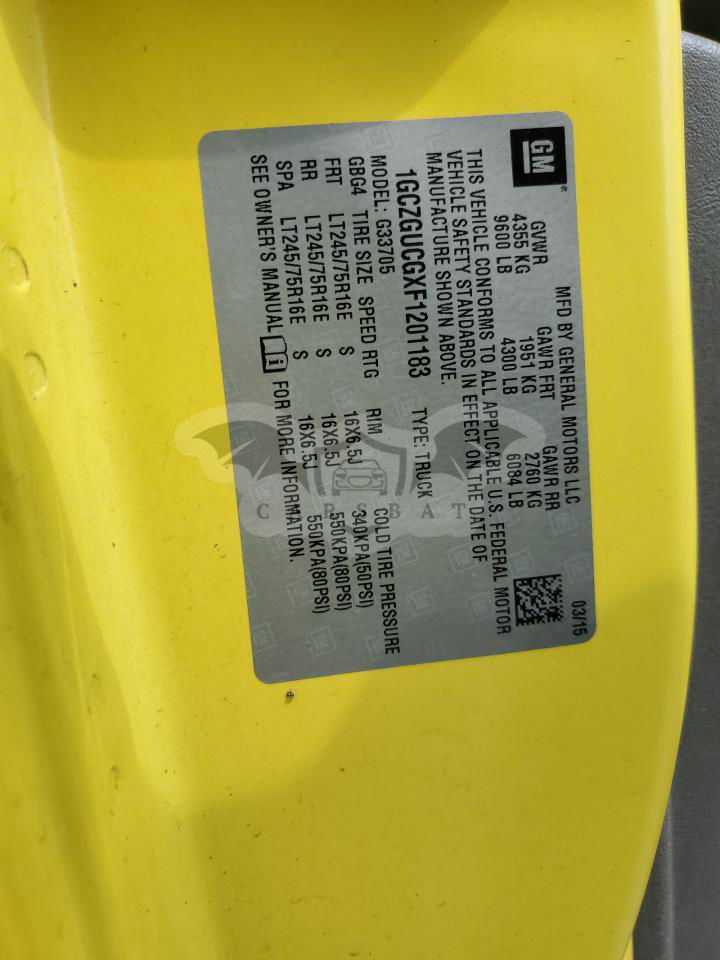 GM ®
MFD BY GENERAL MOTORS LLC 03/15
GVWR GAWR FRT GAWR RR
4355 KG 1951 KG 2760 KG
9600 LB 4300 LB 6084 LB
THIS VEHICLE CONFORMS TO ALL APPLICABLE U.S. FEDERAL MOTOR
VEHICLE SAFETY STANDARDS IN EFFECT ON THE DATE OF
MANUFACTURE SHOWN ABOVE.
1GCZGUCGXF1201183 TYPE: TRUCK
MODEL: G33705
GBG4 TIRE SIZE SPEED RTG RIM COLD TIRE PRESSURE
FRT LT245/75R16E S 16X6.5J 340KPA(50PSI)
RR LT245/75R16E S 16X6.5J 550KPA(80PSI)
SPA LT245/75R16E S 16X6.5J 550KPA(80PSI)
SEE OWNER'S MANUAL FOR MORE INFORMATION.
CARSBAT